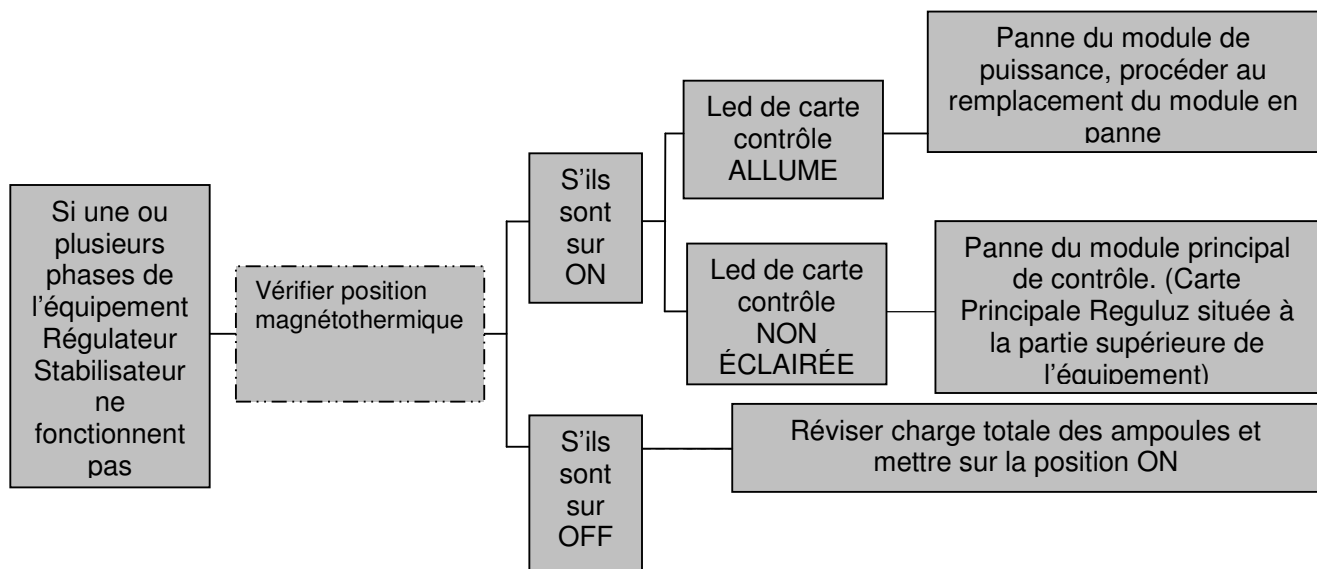 Si une ou
plusieurs
phases de
l'équipement
Régulateur
Stabilisateur
ne
fonctionnent
pas
Vérifier position
magnétothermique
S'ils
sont
sur
ON
Led de carte
contrôle
ALLUME
Panne du module de
puissance, procéder au
remplacement du module en
panne
Led de carte
contrôle
NON
ÉCLAIRÉE
Panne du module principal
de contrôle. (Carte
Principale Reguluz située à
la partie supérieure de
l'équipement)
S'ils
sont
sur
OFF
Réviser charge totale des ampoules et
mettre sur la position ON